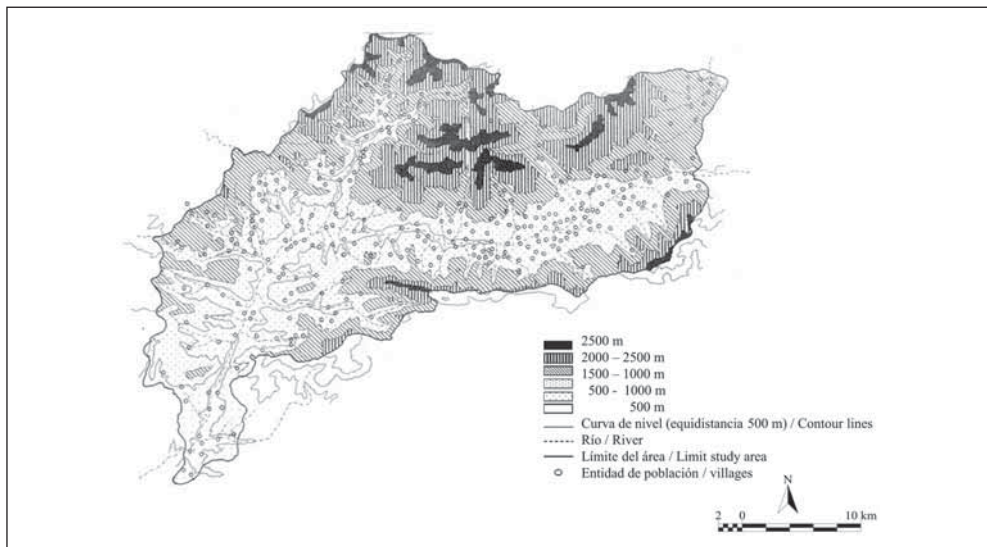 2500 m
2000 – 2500 m
1500 – 1000 m
500 - 1000 m
500 m
Curva de nivel (equidistancia 500 m) / Contour lines
Río / River
Límite del área / Limit study area
Entidad de población / villages
N
2 0 10 km